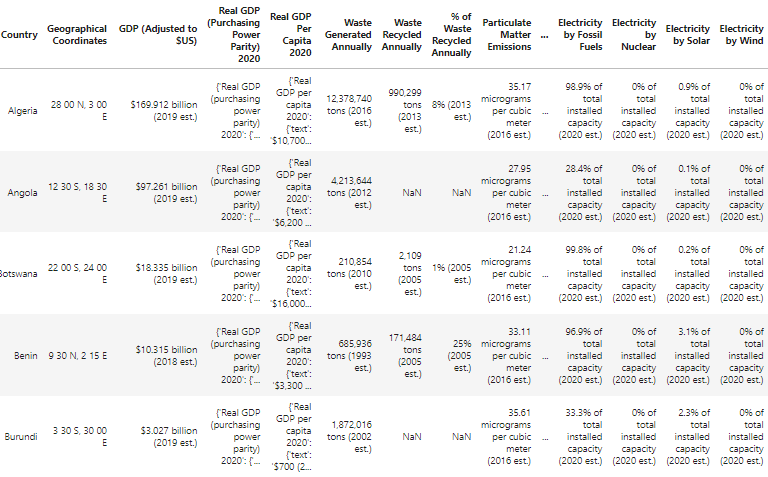 Country
Geographical
Coordinates
GDP (Adjusted to
$US)
Real GDP
(Purchasing
Power
Parity)
2020
Real GDP
Per
Capita
2020
Waste
Generated
Annually
Waste
Recycled
Annually
% of
Waste
Recycled
Annually
Particulate
Matter
Emissions
...
Electricity
by Fossil
Fuels
Electricity
by
Nuclear
Electricity
by Solar
Electricity
by Wind
Algeria
28 00 N, 3 00
E
$169.912 billion
(2019 est.)
{'Real GDP
(purchasing
power
parity)
2020': {'...
{'Real
GDP per
capita
2020':
{'text':
'$10,700...
12,378,740
tons (2016
est.)
990,299
tons
(2013
est.)
8% (2013
est.)
35.17
micrograms
per cubic
meter
(2016 est.)
...
98.9% of
total
installed
capacity
(2020 est.)
0% of
total
installed
capacity
(2020 est.)
0.9% of
total
installed
capacity
(2020 est.)
0% of
total
installed
capacity
(2020 est.)
Angola
12 30 S, 18 30
E
$97.261 billion
(2019 est.)
{'Real GDP
(purchasing
power
parity)
2020': {'...
{'Real
GDP per
capita
2020':
{'text':
'$6,200 ...
4,213,644
tons (2012
est.)
NaN
NaN
27.95
micrograms
per cubic
meter
(2016 est.)
...
28.4% of
total
installed
capacity
(2020 est.)
0% of
total
installed
capacity
(2020 est.)
0.1% of
total
installed
capacity
(2020 est.)
0% of
total
installed
capacity
(2020 est.)
Botswana
22 00 S, 24 00
E
$18.335 billion
(2019 est.)
{'Real GDP
(purchasing
power
parity)
2020': {'...
{'Real
GDP per
capita
2020':
{'text':
'$16,000...
210,854
tons (2010
est.)
2,109
tons
(2005
est.)
1% (2005
est.)
21.24
micrograms
per cubic
meter
(2016 est.)
...
99.8% of
total
installed
capacity
(2020 est.)
0% of
total
installed
capacity
(2020 est.)
0.2% of
total
installed
capacity
(2020 est.)
0% of
total
installed
capacity
(2020 est.)
Benin
9 30 N, 2 15 E
$10.315 billion
(2018 est.)
{'Real GDP
(purchasing
power
parity)
2020': {'...
{'Real
GDP per
capita
2020':
{'text':
'$3,300 ...
685,936
tons (1993
est.)
171,484
tons
(2005
est.)
25%
(2005
est.)
33.11
micrograms
per cubic
meter
(2016 est.)
...
96.9% of
total
installed
capacity
(2020 est.)
0% of
total
installed
capacity
(2020 est.)
3.1% of
total
installed
capacity
(2020 est.)
0% of
total
installed
capacity
(2020 est.)
Burundi
3 30 S, 30 00
E
$3.027 billion
(2019 est.)
{'Real GDP
(purchasing
power
parity)
2020': {'...
{'Real
GDP per
capita
2020':
{'text':
'$700 (2...
1,872,016
tons (2002
est.)
NaN
NaN
35.61
micrograms
per cubic
meter
(2016 est.)
...
33.3% of
total
installed
capacity
(2020 est.)
0% of
total
installed
capacity
(2020 est.)
2.3% of
total
installed
capacity
(2020 est.)
0% of
total
installed
capacity
(2020 est.)